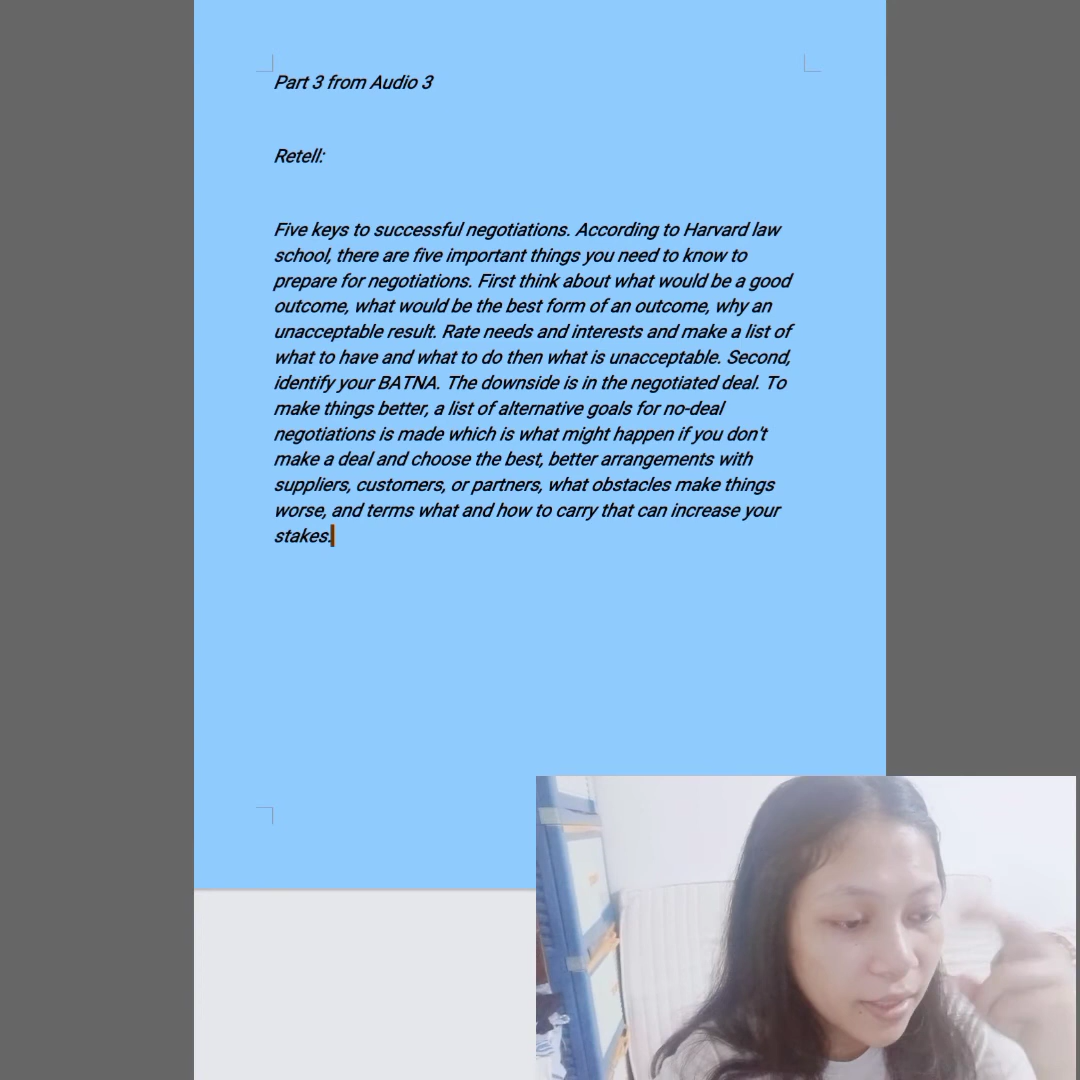 Part 3 from Audio 3
Retell:
Five keys to successful negotiations. According to Harvard law
school, there are five important things you need to know to
prepare for negotiations. First think about what would be a good
outcome, what would be the best form of an outcome, why an
unacceptable result. Rate needs and interests and make a list of
what to have and what to do then what is unacceptable. Second,
identify your BATNA. The downside is in the negotiated deal. To
make things better, a list of alternative goals for no-deal
negotiations is made which is what might happen if you don't
make a deal and choose the best, better arrangements with
suppliers, customers, or partners, what obstacles make things
worse, and terms what and how to carry that can increase your
stakes.